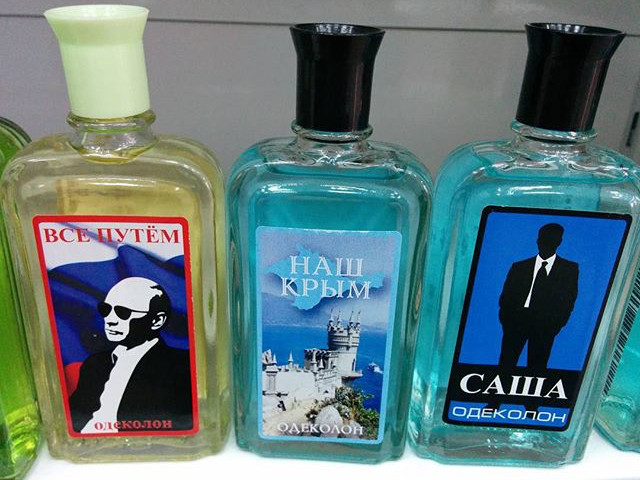 ВСЕ ПУТЁМ
одеколон
НАШ
КРЫМ
ОДЕКОЛОН
САША
ОДЕКОЛОН